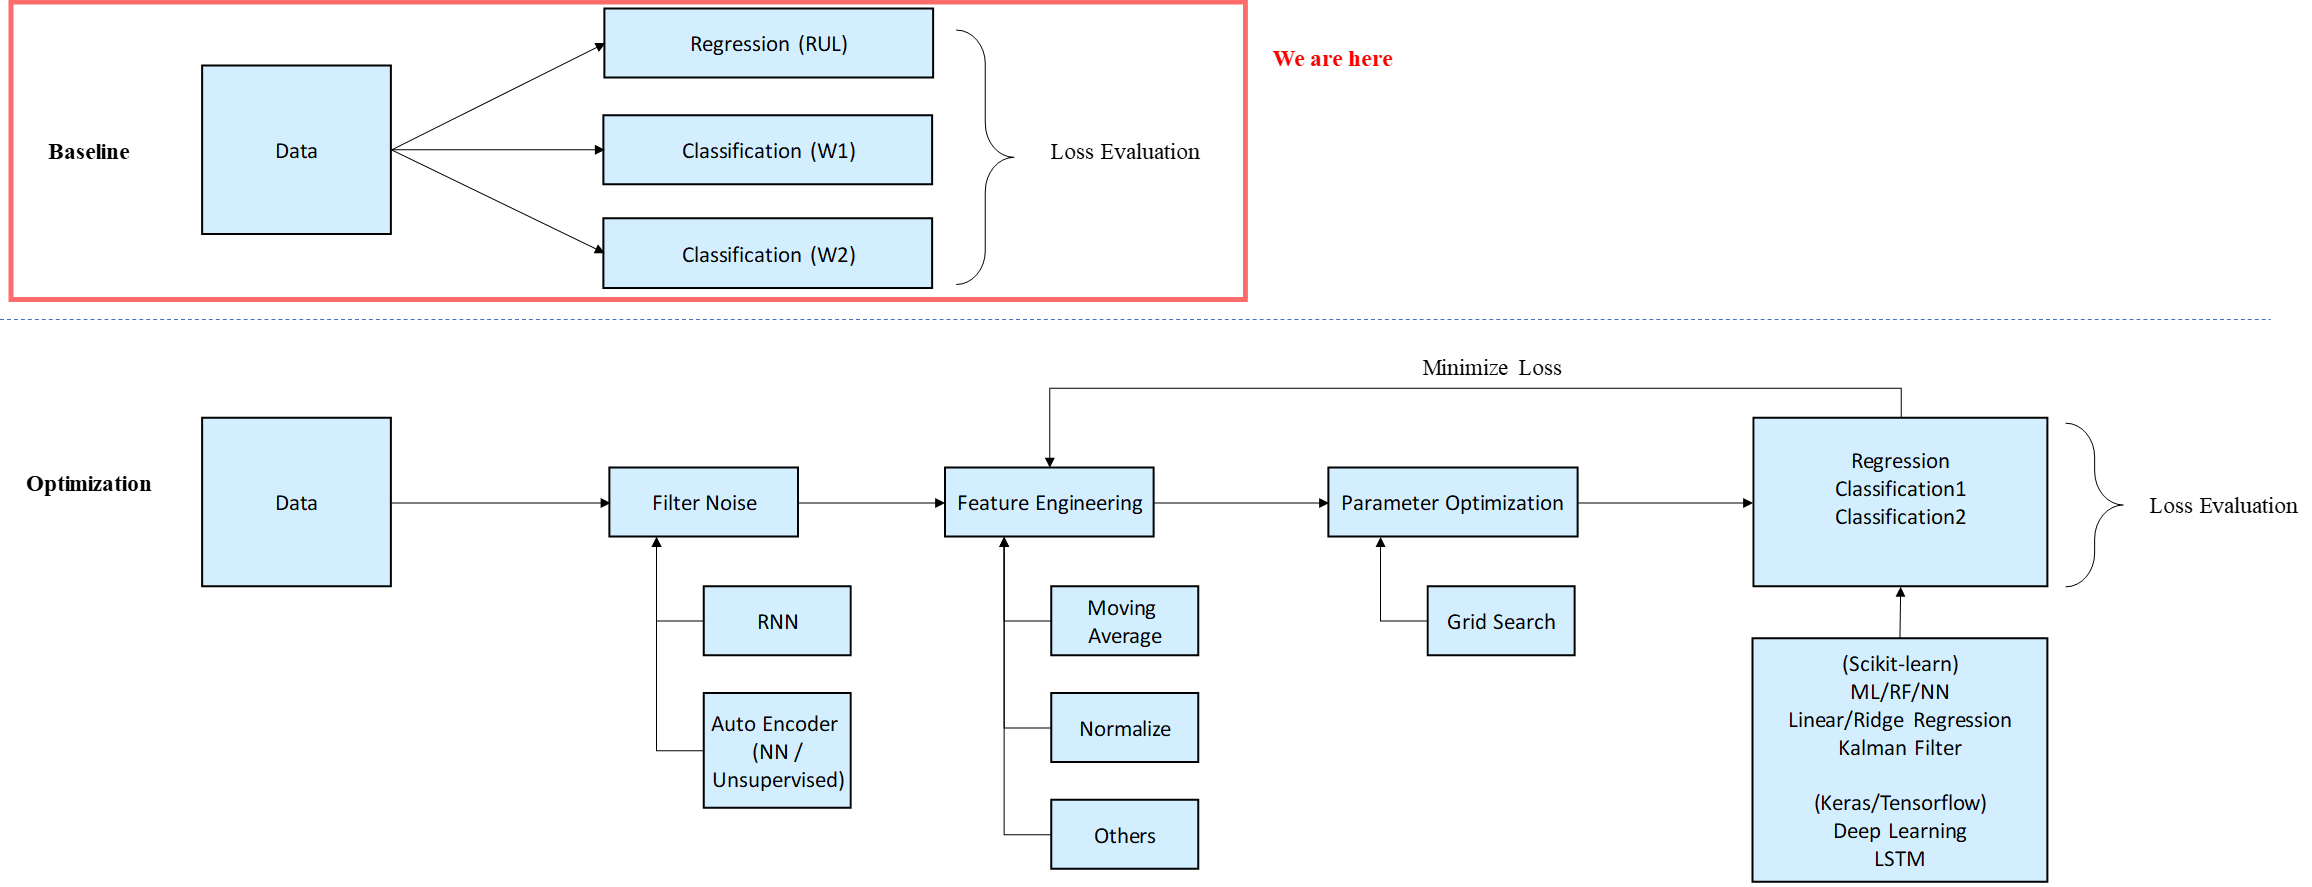 Regression (RUL)
We are here
Baseline
Data
Classification (W1)
Loss Evaluation
Classification (W2)
Minimize Loss
Optimization
Data
Filter Noise
Feature Engineering
Parameter Optimization
Regression
Classification1
Classification2
Loss Evaluation
RNN
Moving
Average
Grid Search
Auto Encoder
(NN /
Unsupervised)
Normalize
Others
(Scikit-learn)
ML/RF/NN
Linear/Ridge Regression
Kalman Filter
(Keras/Tensorflow)
Deep Learning
LSTM